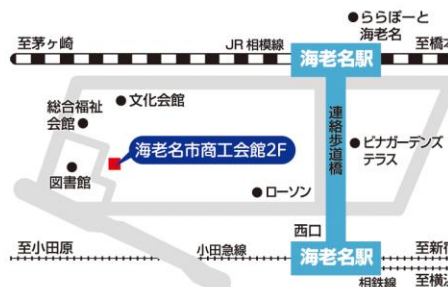 ららぽーと
海老名
至茅ヶ崎
JR 相模線
海老名駅
至橋本
文化会館
総合福祉
会館
海老名市商工会館2F
連絡歩道橋
ビナガーデンズ
テラス
図書館
ローソン
西口
至小田原
小田急線
海老名駅
至新宿
相鉄線